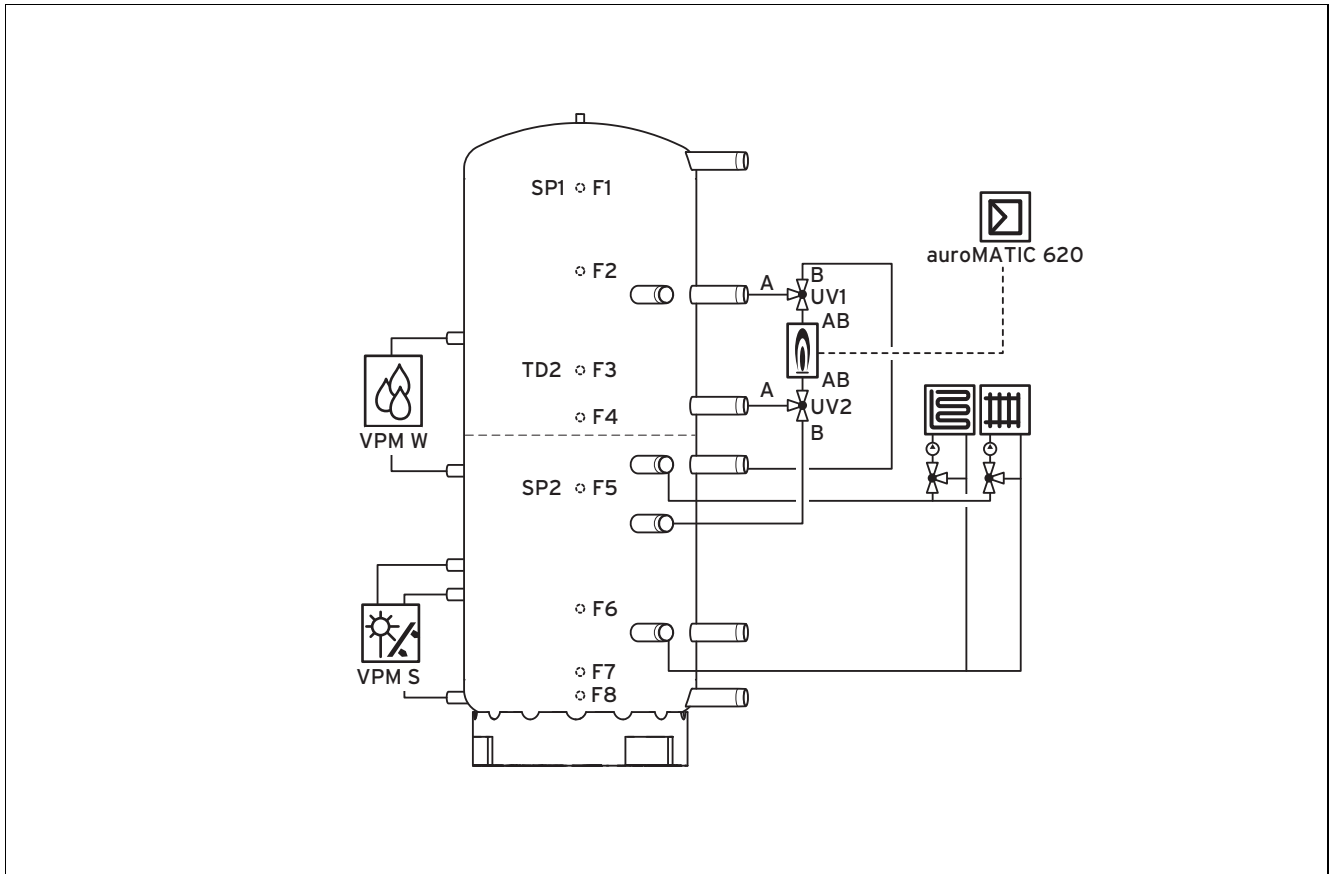 SP1 F1
auroMATIC 620
F2
A
B
UV1
AB
TD2 F3
AB
A
UV2
F4
B
VPM W
SP2 F5
F6
F7
VPM S
F8